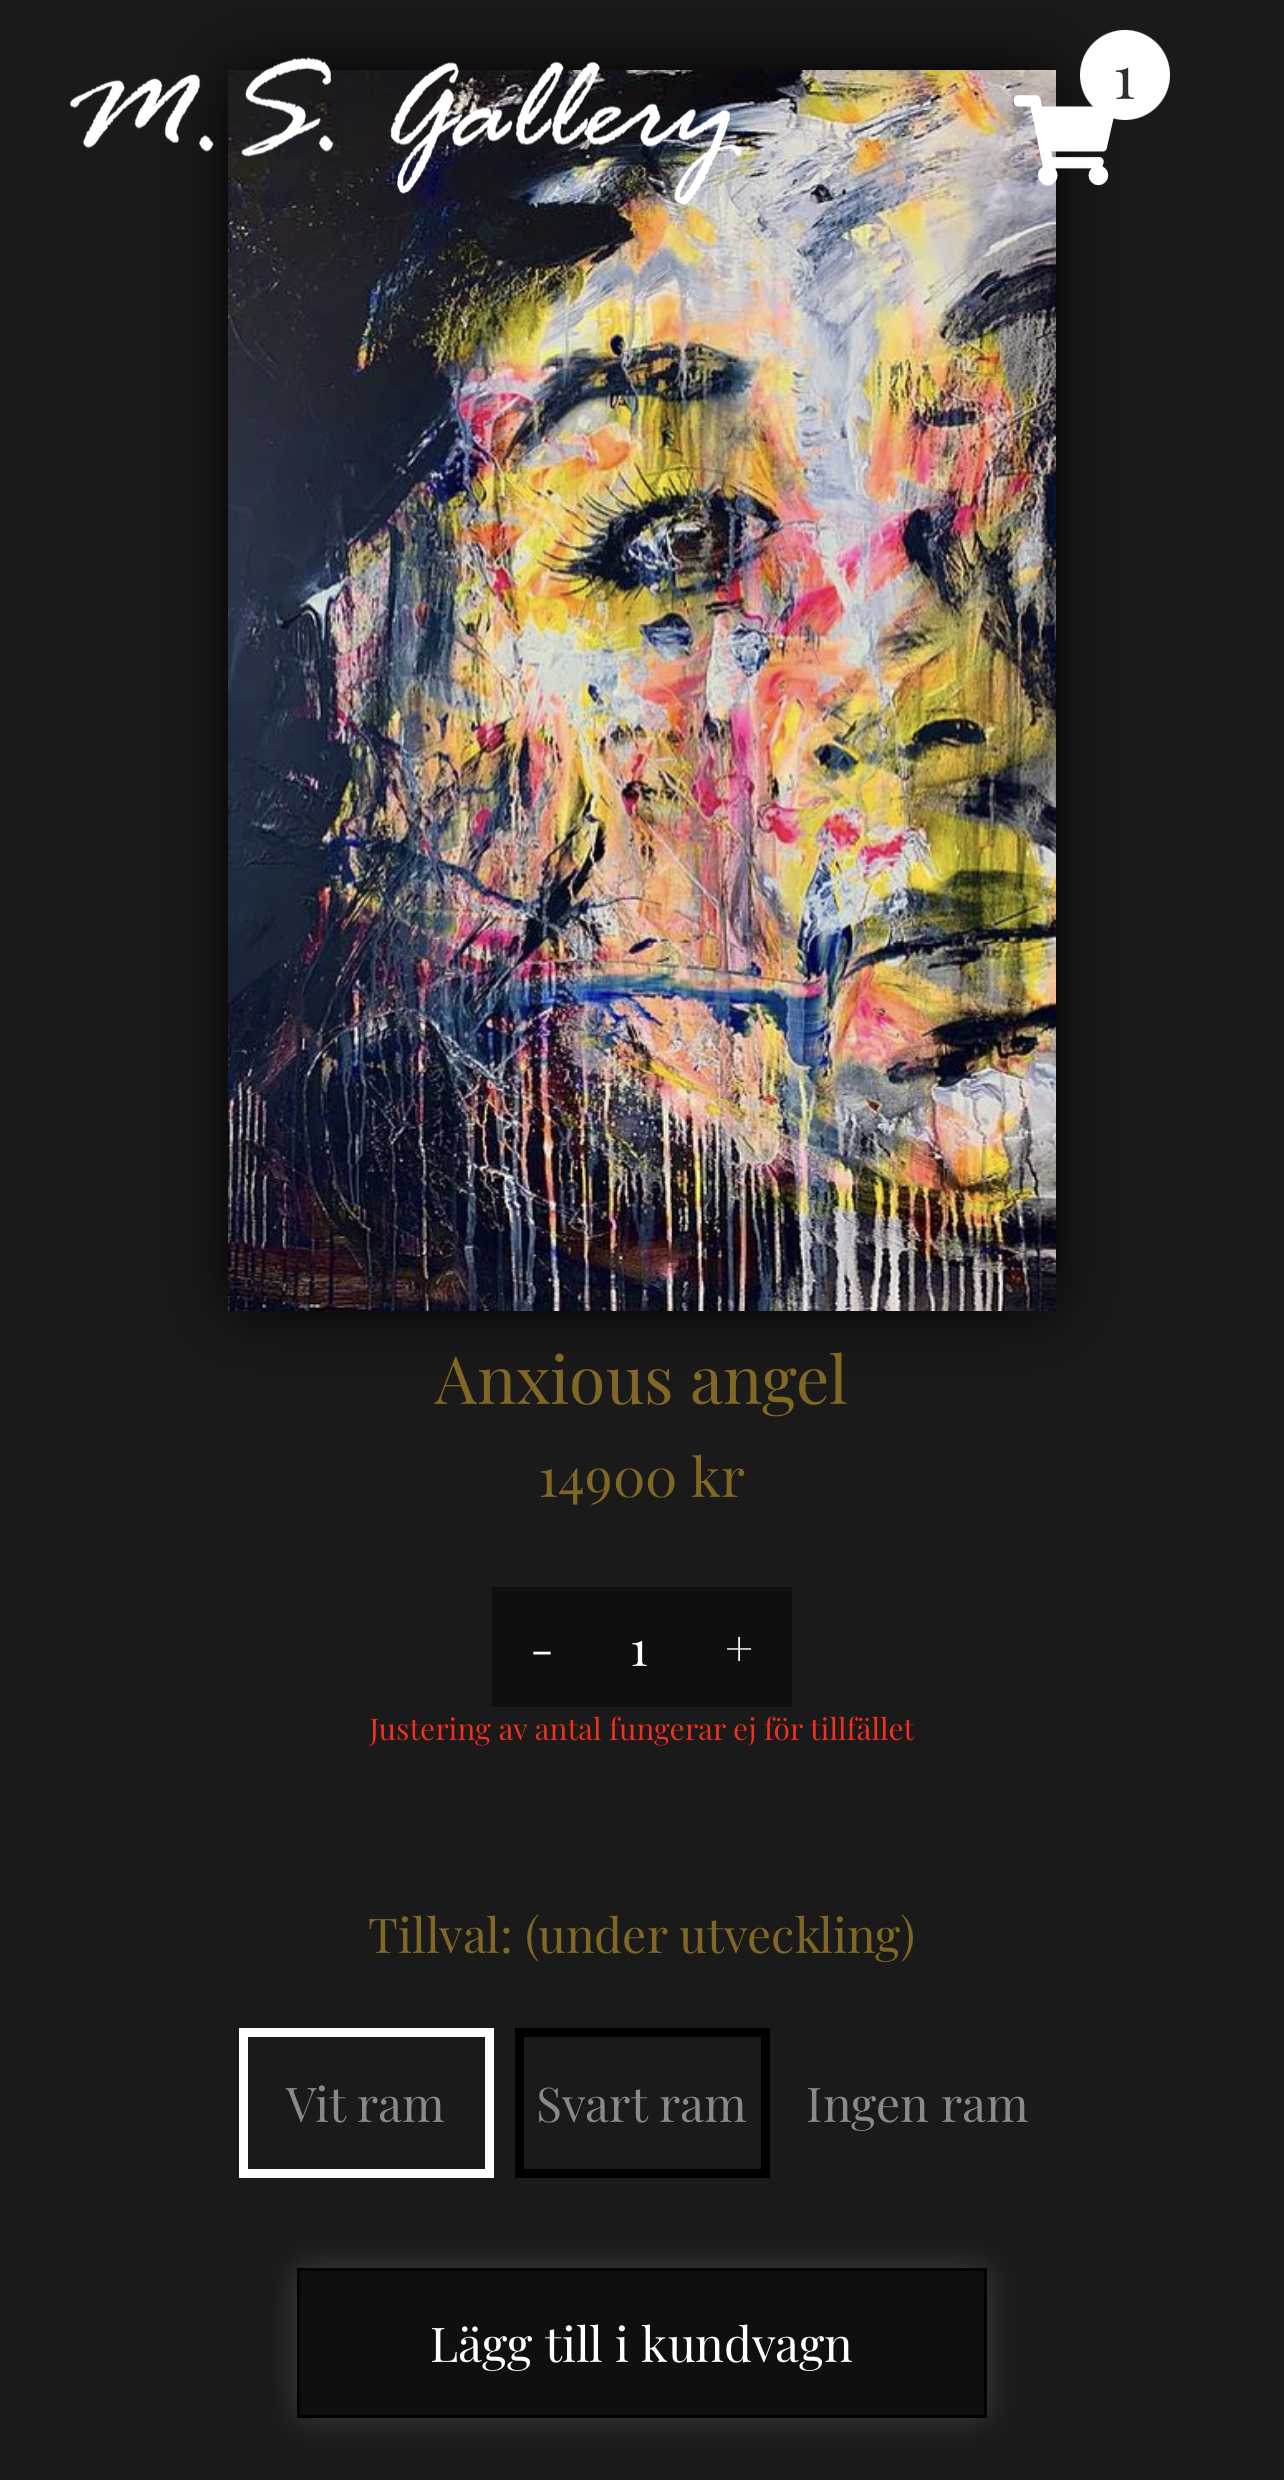 M. S. Gallery
1
Anxious angel
14900 kr
- 1 +
Justering av antal fungerar ej för tillfället
Tillval: (under utveckling)
Vit ram Svart ram Ingen ram
Lägg till i kundvagn